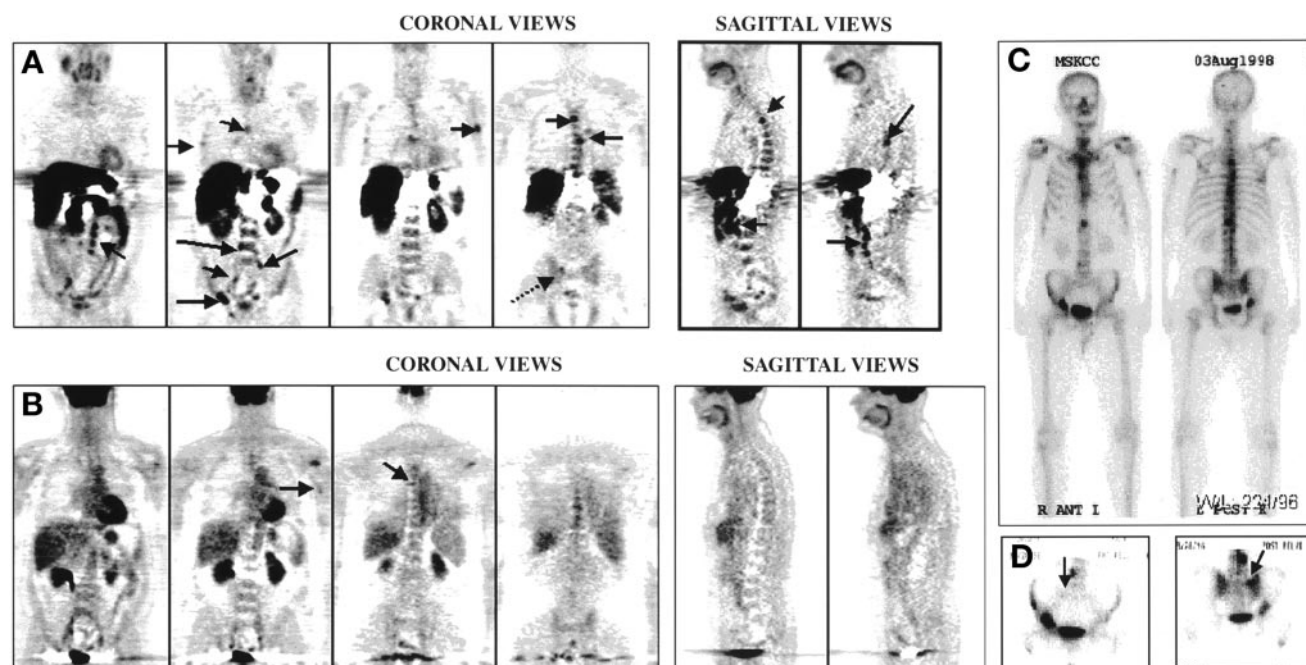 CORONAL VIEWS
SAGITTAL VIEWS
A
C
MSKCC
03Aug1998
CORONAL VIEWS
SAGITTAL VIEWS
B
R ANT L
D